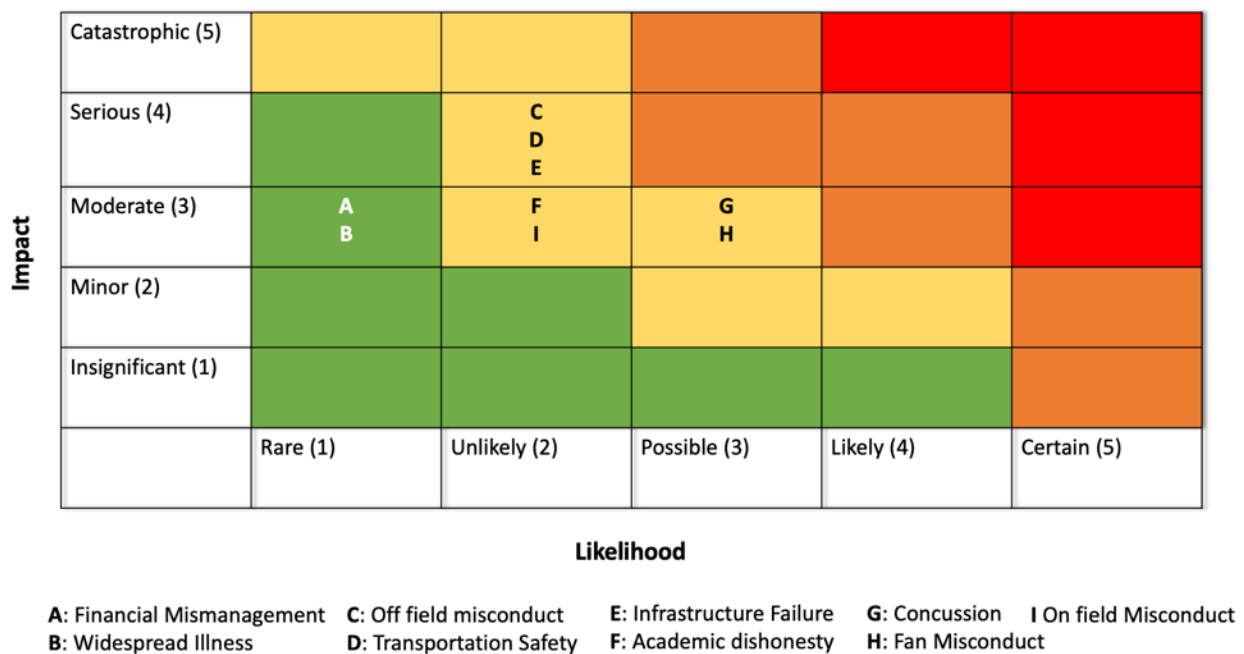 Catastrophic (5)
Serious (4)
C
D
E
Moderate (3)
A
B
F
I
G
H
Impact
Minor (2)
Insignificant (1)
Rare (1)
Unlikely (2)
Possible (3)
Likely (4)
Certain (5)
Likelihood
A: Financial Mismanagement
B: Widespread Illness
C: Off field misconduct
D: Transportation Safety
E: Infrastructure Failure
F: Academic dishonesty
G: Concussion
H: Fan Misconduct
I On field Misconduct